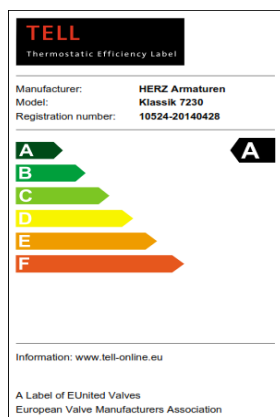 TELL
Thermostatic Efficiency Label
Manufacturer: HERZ Armaturen
Model: Klassik 7230
Registration number: 10524-20140428
A A
B
C
D
E
F
Information: www.tell-online.eu
A Label of EUnited Valves
European Valve Manufacturers Association